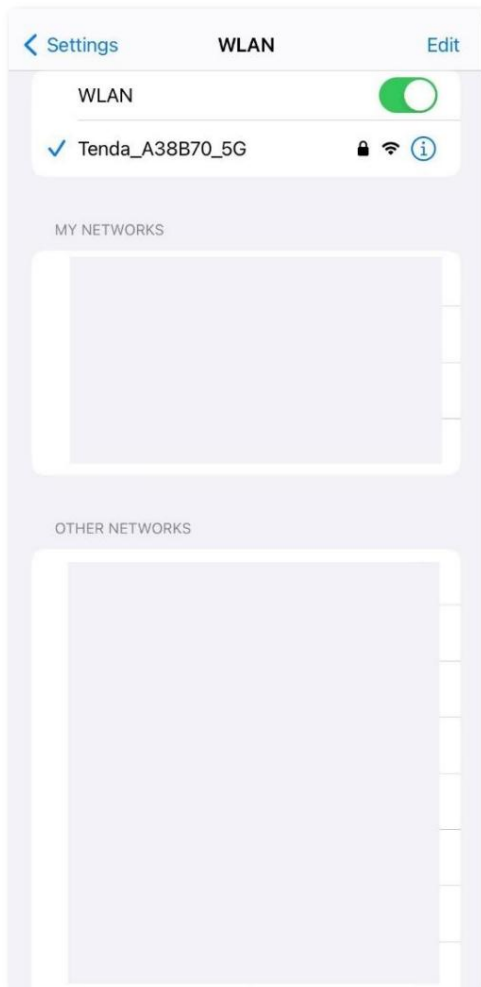 Settings WLAN Edit
WLAN
Tenda_A38B70_5G
MY NETWORKS
OTHER NETWORKS